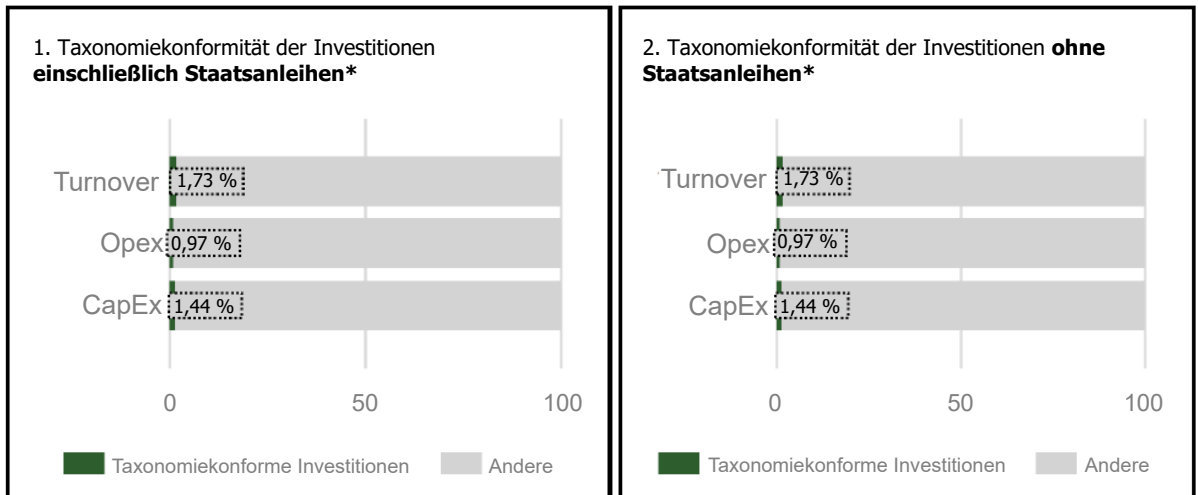 1. Taxonomiekonformität der Investitionen
einschließlich Staatsanleihen*
Turnover
1,73 %
Opex
0,97 %
CapEx
1,44 %
0 50 100
Taxonomiekonforme Investitionen Andere
2. Taxonomiekonformität der Investitionen ohne
Staatsanleihen*
Turnover
1,73 %
Opex
0,97 %
CapEx
1,44 %
0 50 100
Taxonomiekonforme Investitionen Andere